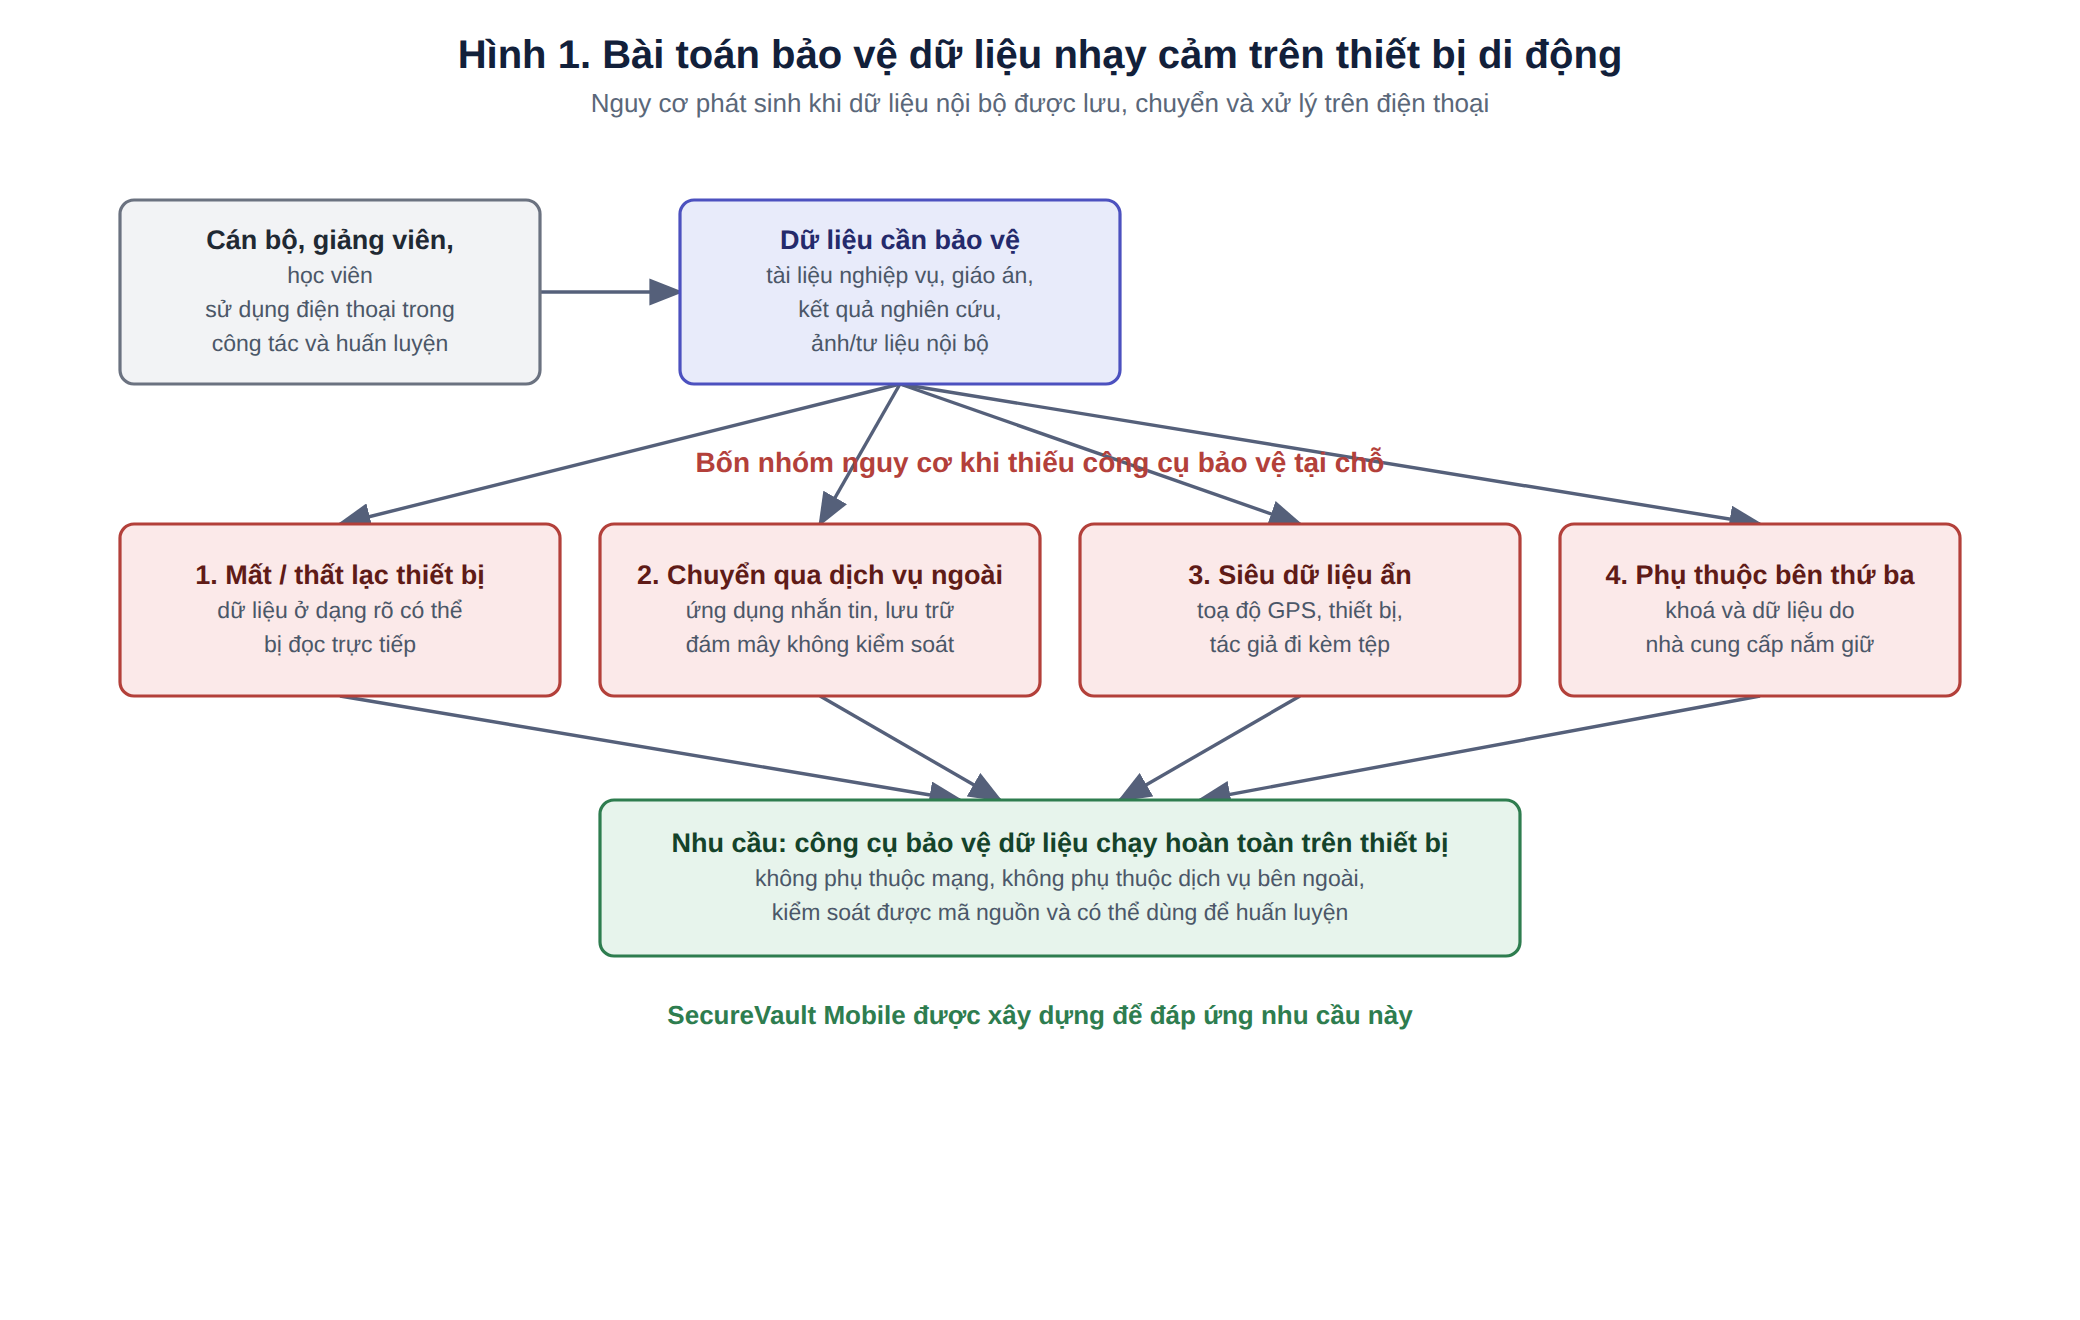 Hình 1. Bài toán bảo vệ dữ liệu nhạy cảm trên thiết bị di động
Nguy cơ phát sinh khi dữ liệu nội bộ được lưu, chuyển và xử lý trên điện thoại
Cán bộ, giảng viên,
học viên
sử dụng điện thoại trong
công tác và huấn luyện
Dữ liệu cần bảo vệ
tài liệu nghiệp vụ, giáo án,
kết quả nghiên cứu,
ảnh/tư liệu nội bộ
Bốn nhóm nguy cơ khi thiếu công cụ bảo vệ tại chỗ
1. Mất / thất lạc thiết bị
dữ liệu ở dạng rõ có thể
bị đọc trực tiếp
2. Chuyển qua dịch vụ ngoài
ứng dụng nhắn tin, lưu trữ
đám mây không kiểm soát
3. Siêu dữ liệu ẩn
toạ độ GPS, thiết bị,
tác giả đi kèm tệp
4. Phụ thuộc bên thứ ba
khoá và dữ liệu do
nhà cung cấp nắm giữ
Nhu cầu: công cụ bảo vệ dữ liệu chạy hoàn toàn trên thiết bị
không phụ thuộc mạng, không phụ thuộc dịch vụ bên ngoài,
kiểm soát được mã nguồn và có thể dùng để huấn luyện
SecureVault Mobile được xây dựng để đáp ứng nhu cầu này